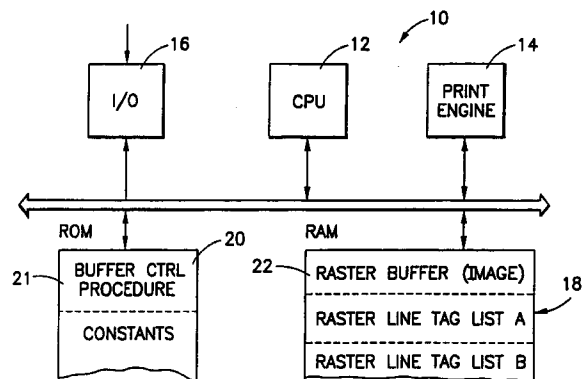 10
16
12
14
I/O
CPU
PRINT
ENGINE
ROM
20
RAM
21
BUFFER CTRL
PROCEDURE
CONSTANTS
22
RASTER BUFFER (IMAGE)
18
RASTER LINE TAG LIST A
RASTER LINE TAG LIST B